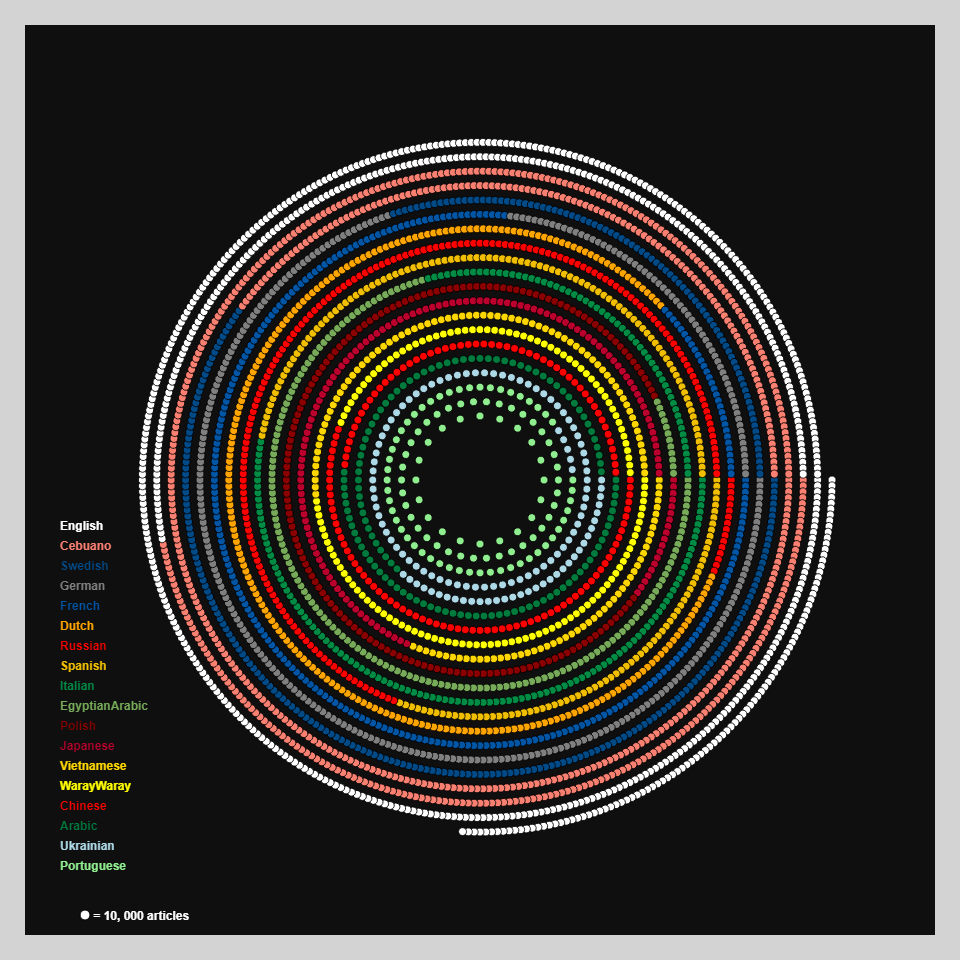 English
Cebuano
Swedish
German
French
Dutch
Russian
Spanish
Italian
EgyptianArabic
Polish
Japanese
Vietnamese
WarayWaray
Chinese
Arabic
Ukrainian
Portuguese
= 10, 000 articles